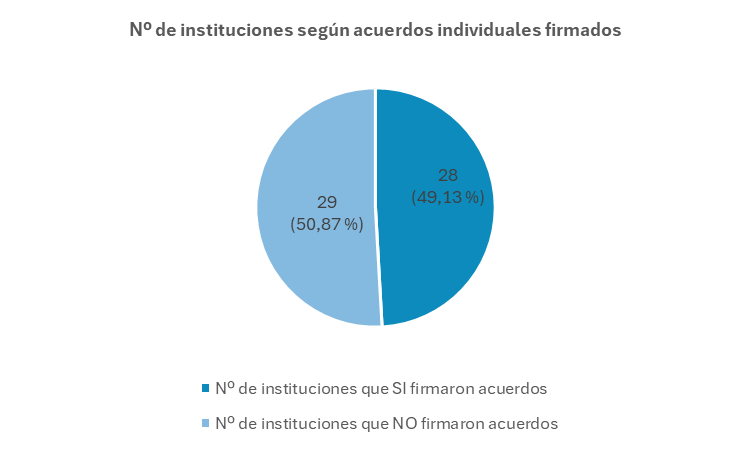 Nº de instituciones según acuerdos individuales firmados
28
(49,13 %)
29
(50,87 %)
Nº de instituciones que SI firmaron acuerdos
Nº de instituciones que NO firmaron acuerdos